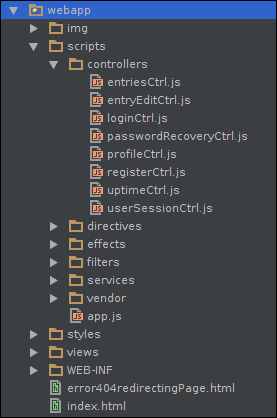 webapp
img
scripts
controllers
entriesCtrl.js
entryEditCtrl.js
loginCtrl.js
passwordRecoveryCtrl.js
profileCtrl.js
registerCtrl.js
uptimeCtrl.js
userSessionCtrl.js
directives
effects
filters
services
vendor
app.js
styles
views
WEB-INF
error404redirectingPage.html
index.html